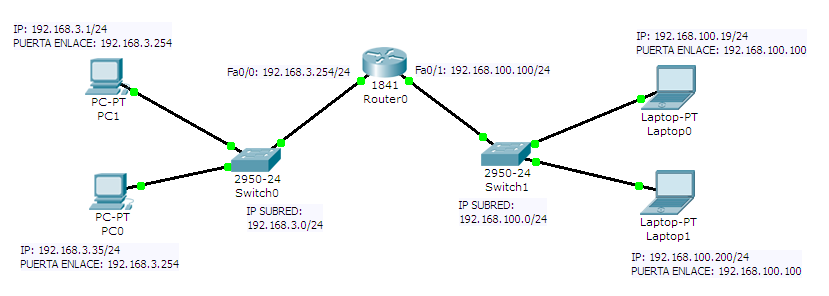 IP: 192.168.3.1/24
PUERTA ENLACE: 192.168.3.254
PC-PT
PC1
Fa0/0: 192.168.3.254/24
1841
Router0
Fa0/1: 192.168.100.100/24
IP: 192.168.100.19/24
PUERTA ENLACE: 192.168.100.100
Laptop-PT
Laptop0
2950-24
Switch0
IP SUBRED:
192.168.3.0/24
2950-24
Switch1
IP SUBRED:
192.168.100.0/24
PC-PT
PC0
IP: 192.168.3.35/24
PUERTA ENLACE: 192.168.3.254
Laptop-PT
Laptop1
IP: 192.168.100.200/24
PUERTA ENLACE: 192.168.100.100